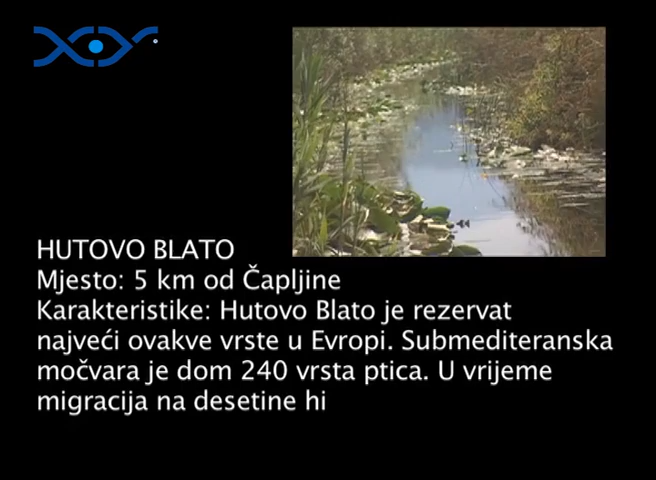 HUTOVO BLATO
Mjesto: 5 km od Čapljine
Karakteristike: Hutovo Blato je rezervat
najveći ovakve vrste u Evropi. Submediteranska
močvara je dom 240 vrsta ptica. U vrijeme
migracija na desetine hi